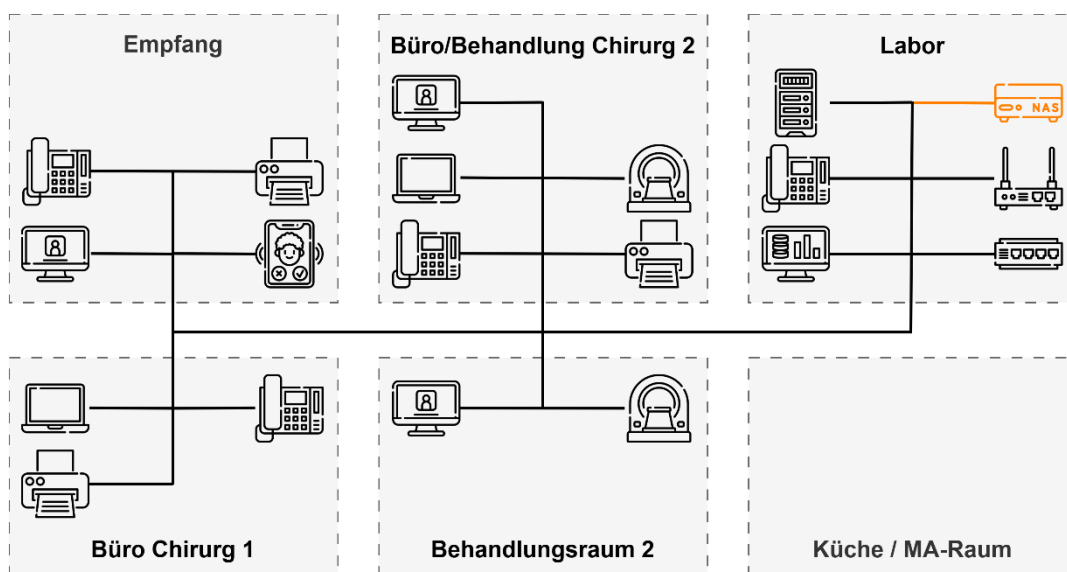 Empfang
Büro/Behandlung Chirurg 2
Labor
NAS
Büro Chirurg 1
Behandlungsraum 2
Küche / MA-Raum